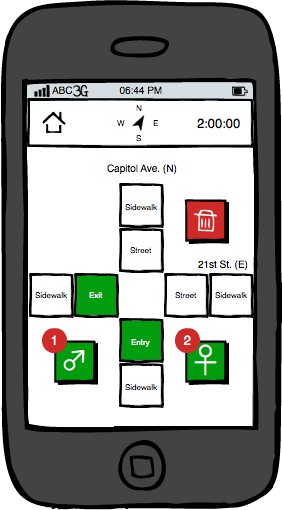 ABC 3G 06:44 PM
N
W E
S
2:00:00
Capitol Ave. (N)
Sidewalk
Street
21st St. (E)
Sidewalk Exit Street Sidewalk
Entry
1
2
Sidewalk